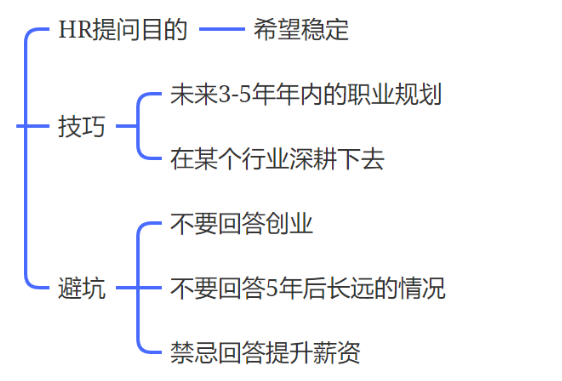 HR提问目的
希望稳定
未来3-5年年内的职业规划
技巧
在某个行业深耕下去
不要回答创业
避坑
不要回答5年后长远的情况
禁忌回答提升薪资